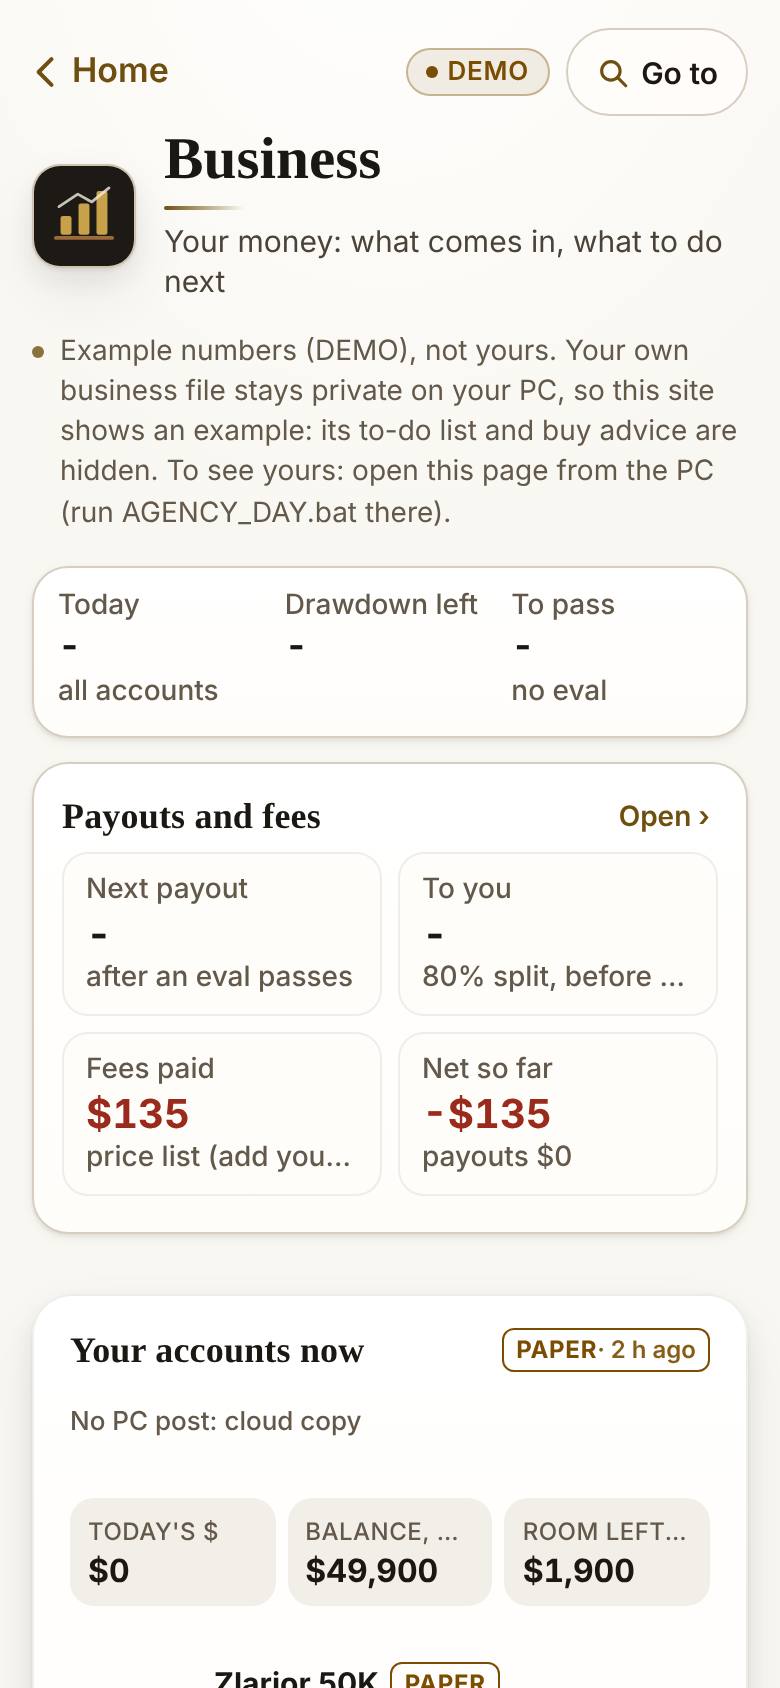 Home
DEMO
Go to
Business
Your money: what comes in, what to do
next
Example numbers (DEMO), not yours. Your own
business file stays private on your PC, so this site
shows an example: its to-do list and buy advice are
hidden. To see yours: open this page from the PC
(run AGENCY_DAY.bat there).
Today
-
all accounts
Drawdown left
-
To pass
-
no eval
Payouts and fees
Open ›
Next payout
-
after an eval passes
To you
-
80% split, before ...
Fees paid
$135
price list (add you...
Net so far
-$135
payouts $0
Your accounts now
PAPER · 2 h ago
No PC post: cloud copy
TODAY'S $
$0
BALANCE, ...
$49,900
ROOM LEFT...
$1,900
Zlarior 50K
PAPER